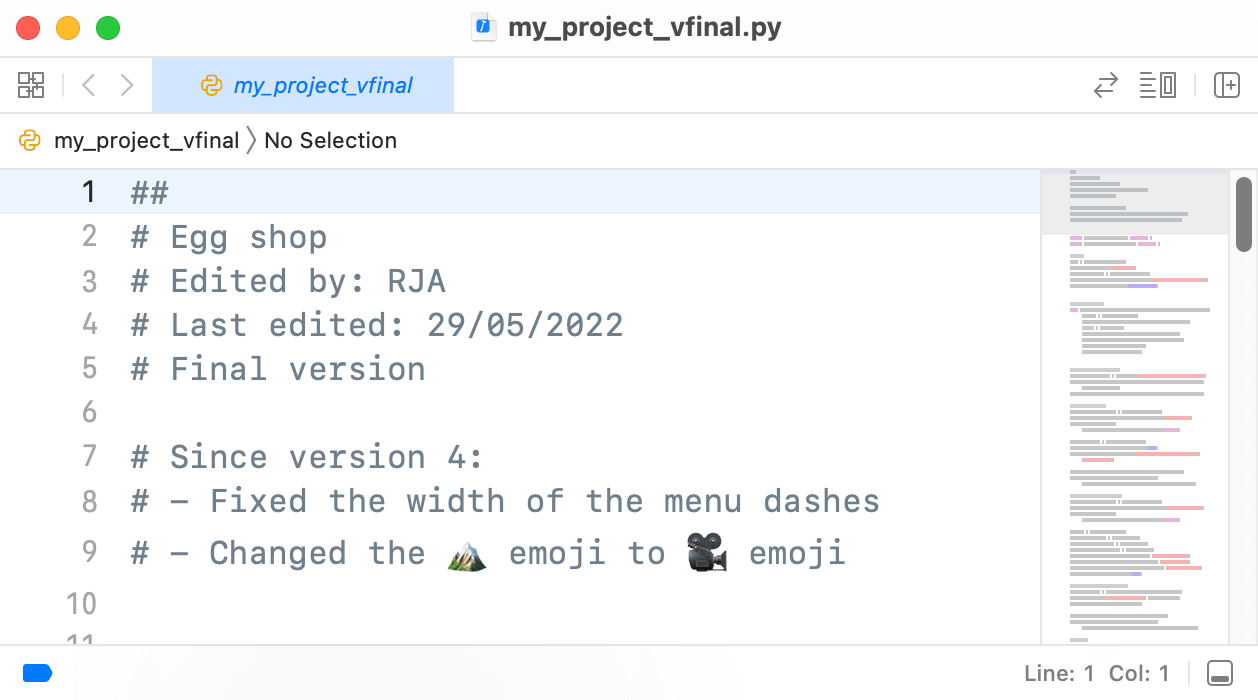 my_project_vfinal.py
my_project_vfinal
my_project_vfinal No Selection
1 ##
2 # Egg shop
3 # Edited by: RJA
4 # Last edited: 29/05/2022
5 # Final version
6
7 # Since version 4:
8 # – Fixed the width of the menu dashes
9 # – Changed the ⛰️ emoji to 🎥 emoji
10
11
Line: 1 Col: 1